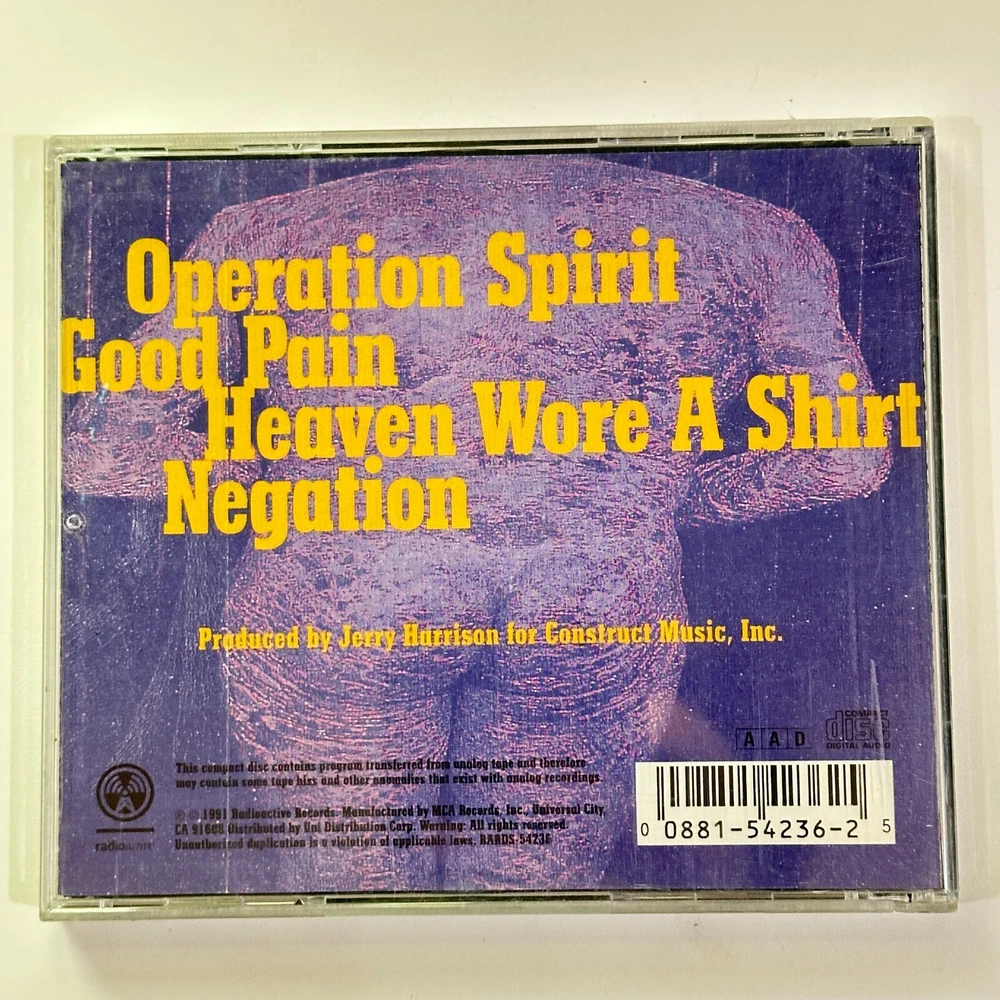 Operation Spirit
Good Pain
Heaven Wore A Shirt
Negation
Produced by Jerry Harrison for Construct Music, Inc.
A A D
COMPACT
disc
DIGITAL AUDIO
This compact disc contains program transferred from analog tape and therefore
may contain some tape hiss and other anomalies that exist with analog recordings.
℗ © 1991 Radioactive Records. Manufactured by MCA Records, Inc., Universal City,
CA 91608 Distributed by Uni Distribution Corp. Warning: All rights reserved.
Unauthorized duplication is a violation of applicable laws. RARDS-54236
radioactive
0 0881-54236-2 5